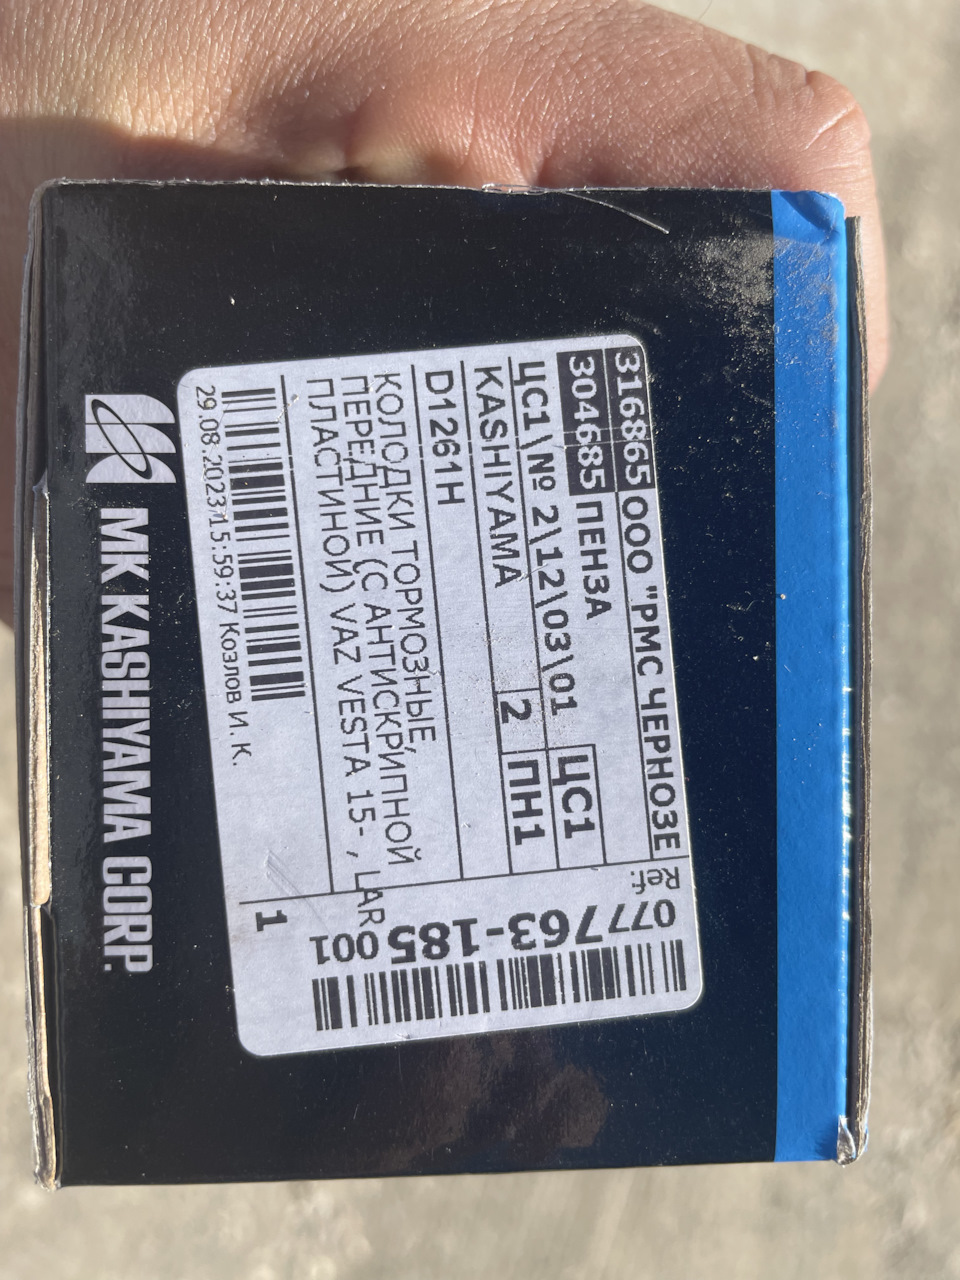 316865 ООО "РМС ЧЕРНОЗЕ
304685 ПЕНЗА
ЦС1\№ 2\12\03\01 ЦС1
KASHIYAMA 2 ПН1
D1261H
КОЛОДКИ ТОРМОЗНЫЕ,
ПЕРЕДНИЕ (С АНТИСКРИПНОЙ
ПЛАСТИНОЙ) VAZ VESTA 15- , LAR
1
29.08.2023 15:59:37 Козлов И. К.
Ref:
077763-185 001
MK KASHIYAMA CORP.